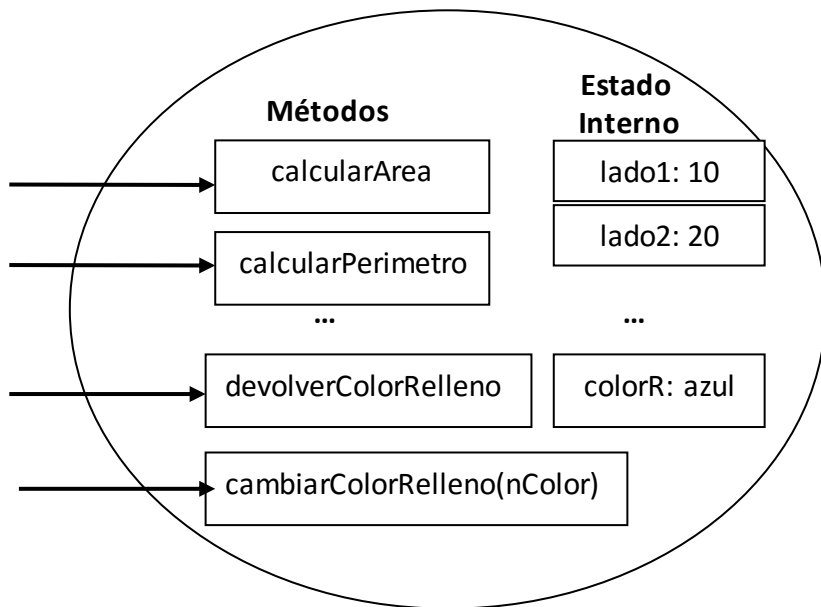 Métodos
Estado
Interno
calcularArea
lado1: 10
calcularPerimetro
lado2: 20
...
...
devolverColorRelleno
colorR: azul
cambiarColorRelleno(nColor)